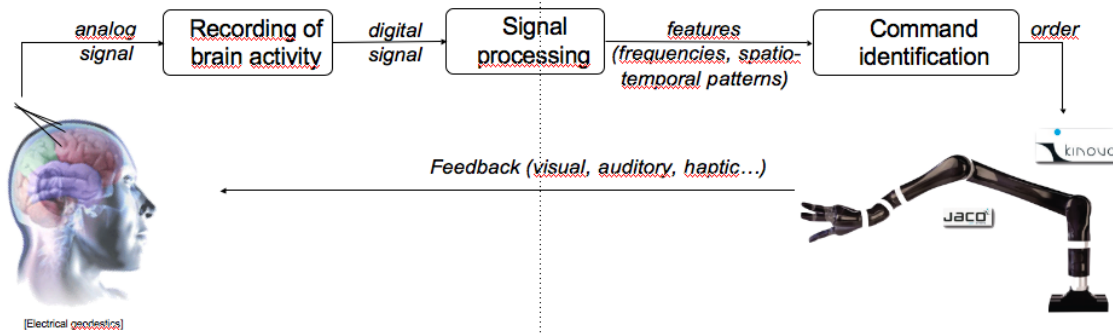 analog
signal
Recording of
brain activity
digital
signal
Signal
processing
features
(frequencies, spatio-
temporal patterns)
Command
identification
order
KINOVA
Feedback (visual, auditory, haptic…)
JACO
[Electrical geodestics]